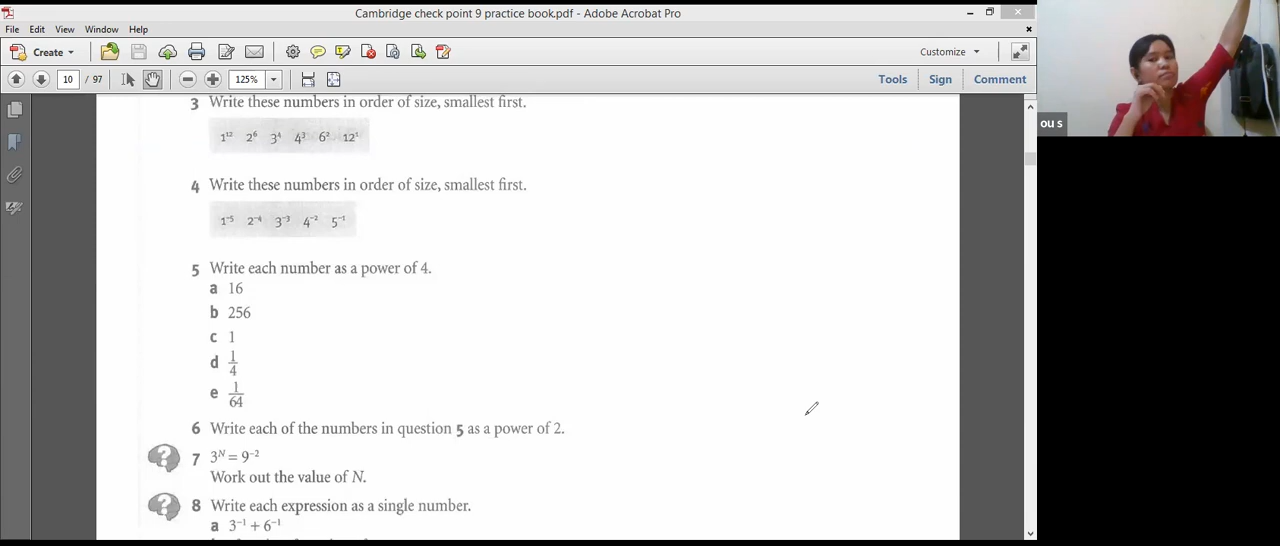 Cambridge check point 9 practice book.pdf - Adobe Acrobat Pro
File Edit View Window Help
Create Customize
10 / 97 125% Tools Sign Comment
3 Write these numbers in order of size, smallest first.
1¹² 2⁶ 3⁴ 4³ 6² 12¹
4 Write these numbers in order of size, smallest first.
1⁻⁵ 2⁻⁴ 3⁻³ 4⁻² 5⁻¹
5 Write each number as a power of 4.
a 16
b 256
c 1
d 1/4
e 1/64
6 Write each of the numbers in question 5 as a power of 2.
7 3ᴺ = 9⁻²
Work out the value of N.
8 Write each expression as a single number.
a 3⁻¹ + 6⁻¹
ou s